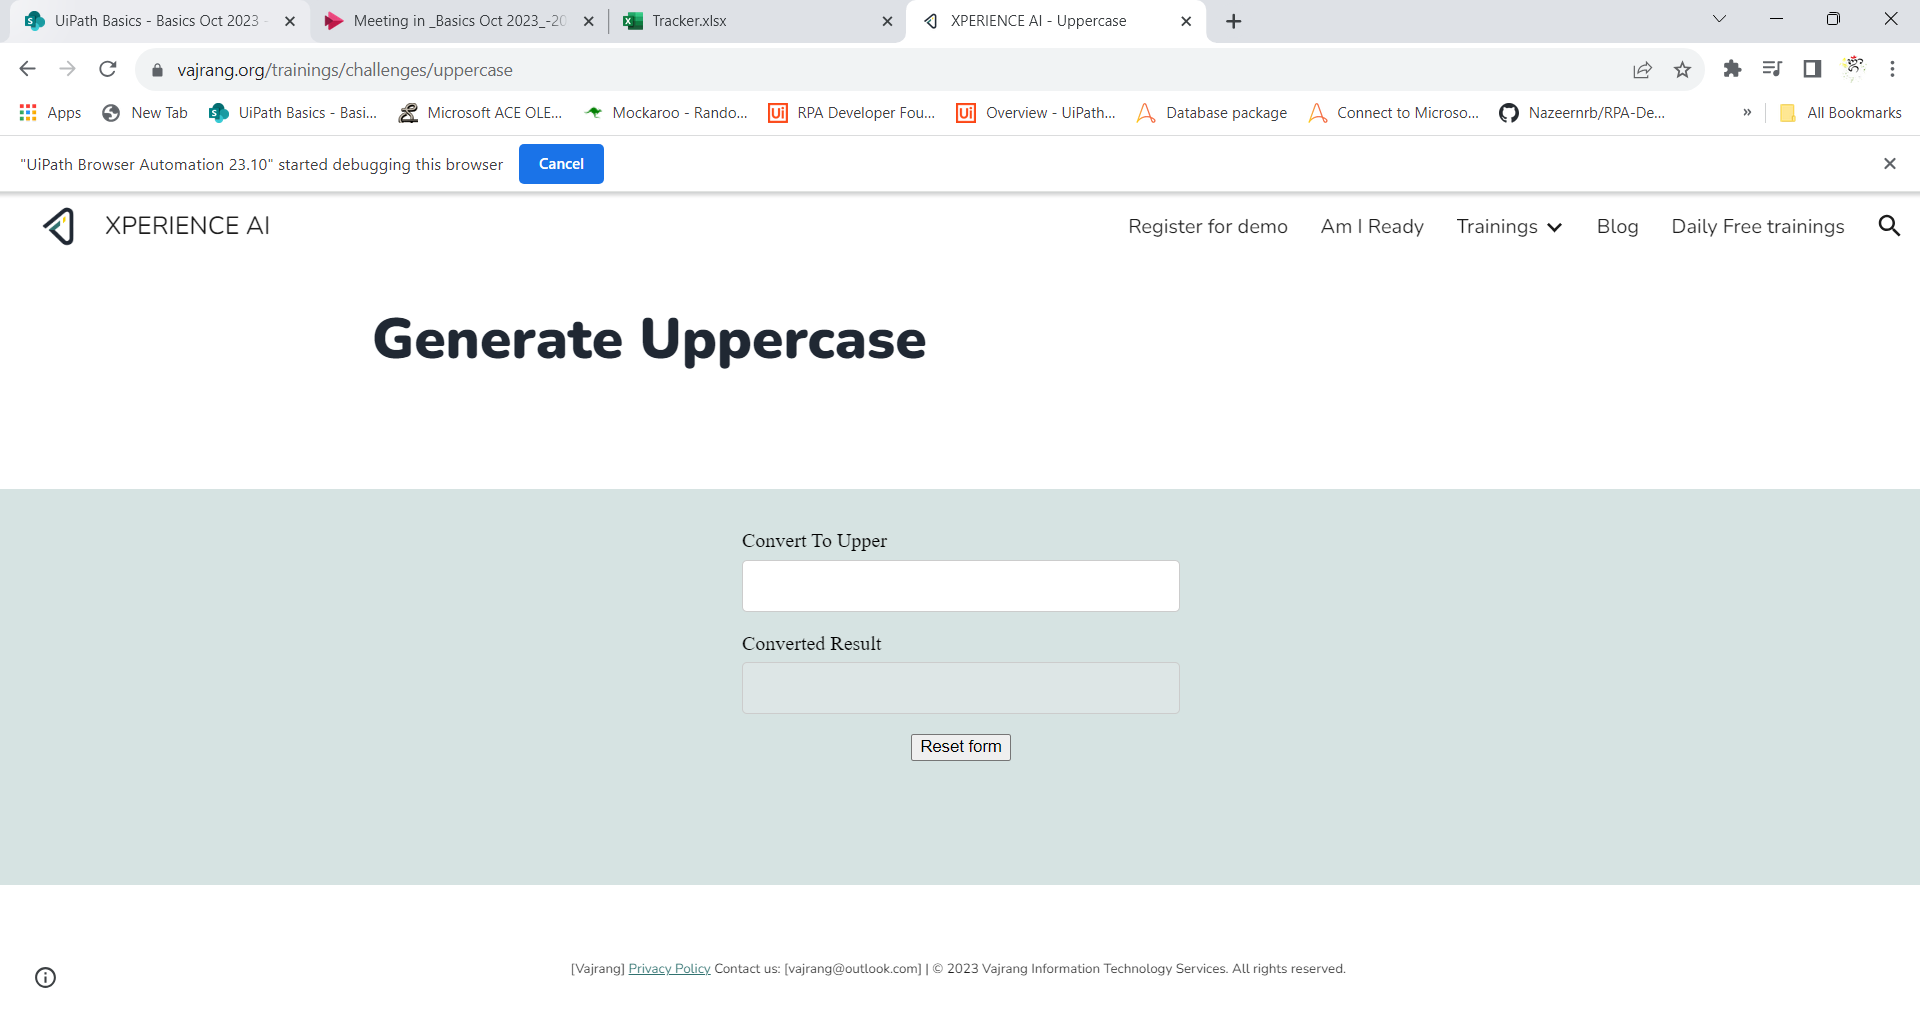 UiPath Basics - Basics Oct 2023 -
Meeting in _Basics Oct 2023_-20
Tracker.xlsx
XPERIENCE AI - Uppercase
vajrang.org/trainings/challenges/uppercase
Apps
New Tab
UiPath Basics - Basi...
Microsoft ACE OLE...
Mockaroo - Rando...
RPA Developer Fou...
Overview - UiPath...
Database package
Connect to Microso...
Nazeernrb/RPA-De...
»
All Bookmarks
"UiPath Browser Automation 23.10" started debugging this browser
Cancel
XPERIENCE AI
Register for demo
Am I Ready
Trainings
Blog
Daily Free trainings
Generate Uppercase
Convert To Upper
Converted Result
Reset form
[Vajrang] Privacy Policy Contact us: [vajrang@outlook.com] | © 2023 Vajrang Information Technology Services. All rights reserved.